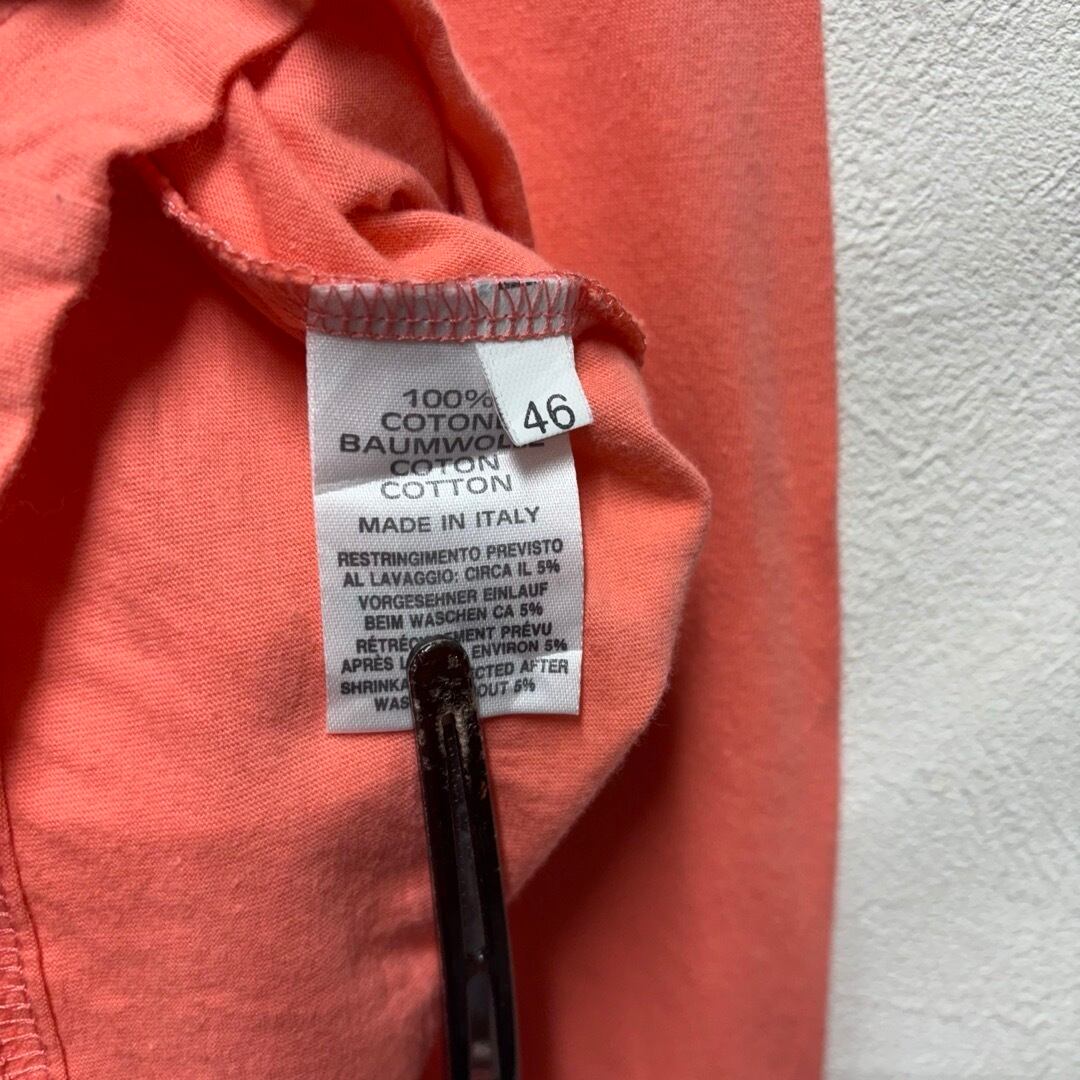 100%
46
COTON
BAUMWOLLE
COTON
COTTON
MADE IN ITALY
RESTRINGIMENTO PREVISTO
AL LAVAGGIO: CIRCA IL 5%
VORGESEHNER EINLAUF
BEIM WASCHEN CA 5%
PRÉVU
APRÈS ENVIRON 5%
AFTER
5%